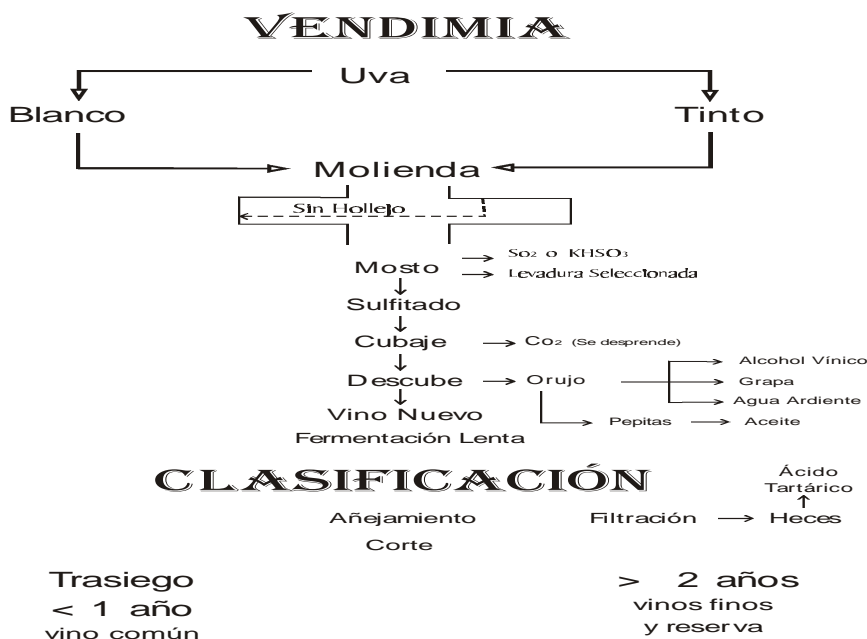 VENDIMIA
Uva
Blanco
Tinto
Molienda
Sin Hollejo
Mosto
So₂ o KHSO₃
Levadura Seleccionada
Sulfitado
Cubaje
Co₂ (Se desprende)
Descube
Orujo
Alcohol Vínico
Grapa
Agua Ardiente
Vino Nuevo
Pepitas
Aceite
Fermentación Lenta
CLASIFICACIÓN
Ácido
Tartárico
Añejamiento
Filtración
Heces
Corte
Trasiego
< 1 año
vino común
> 2 años
vinos finos
y reserva